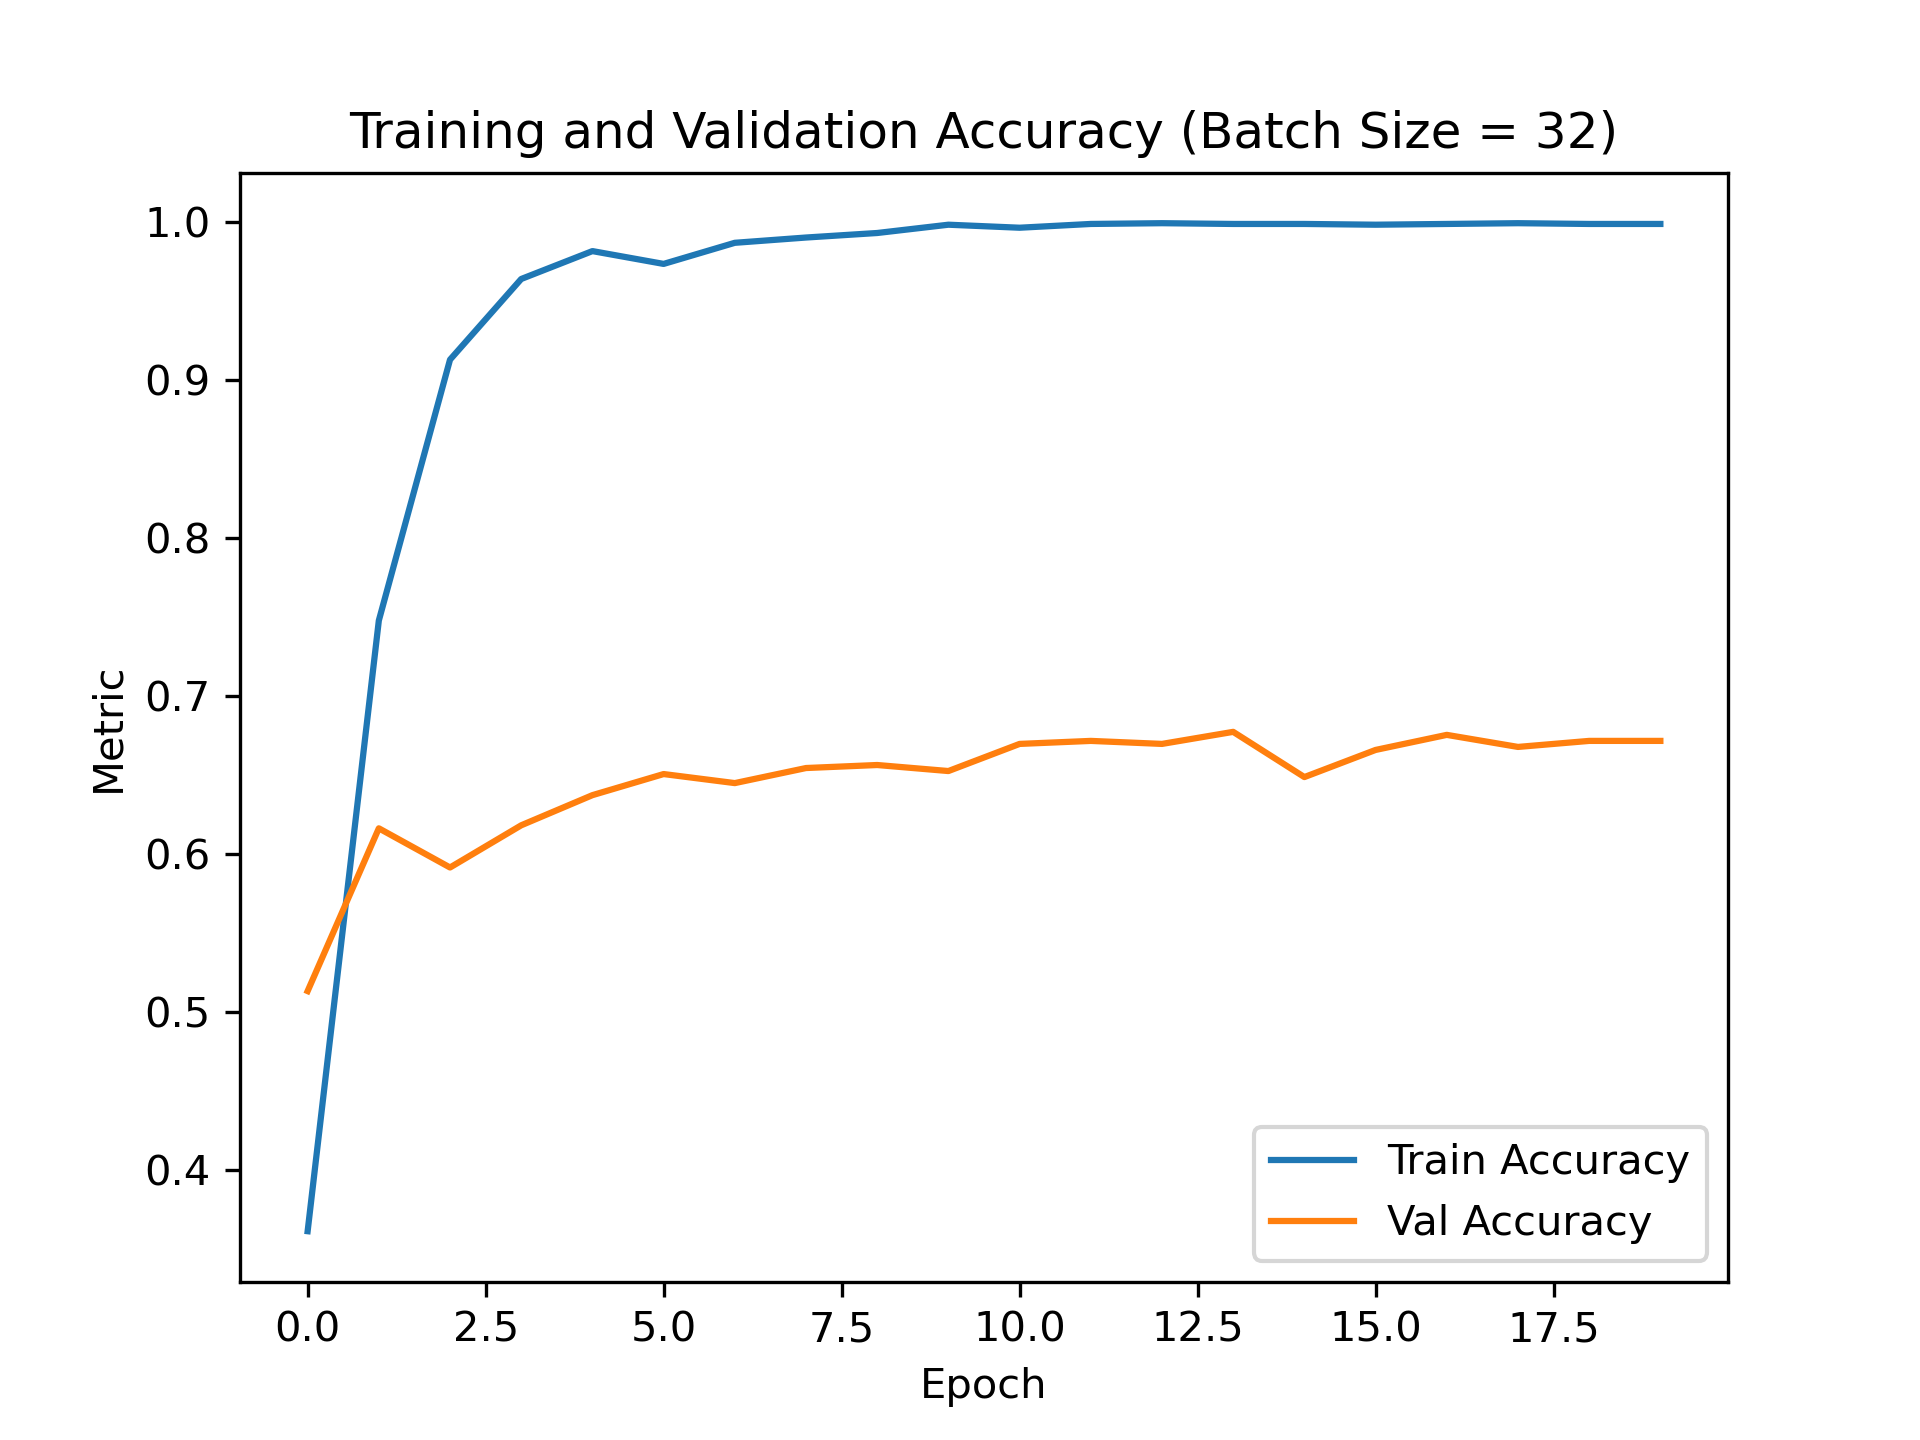 Training and Validation Accuracy (Batch Size = 32)
1.0
0.9
0.8
0.7
0.6
0.5
0.4
Metric
0.0 2.5 5.0 7.5 10.0 12.5 15.0 17.5
Epoch
Train Accuracy
Val Accuracy